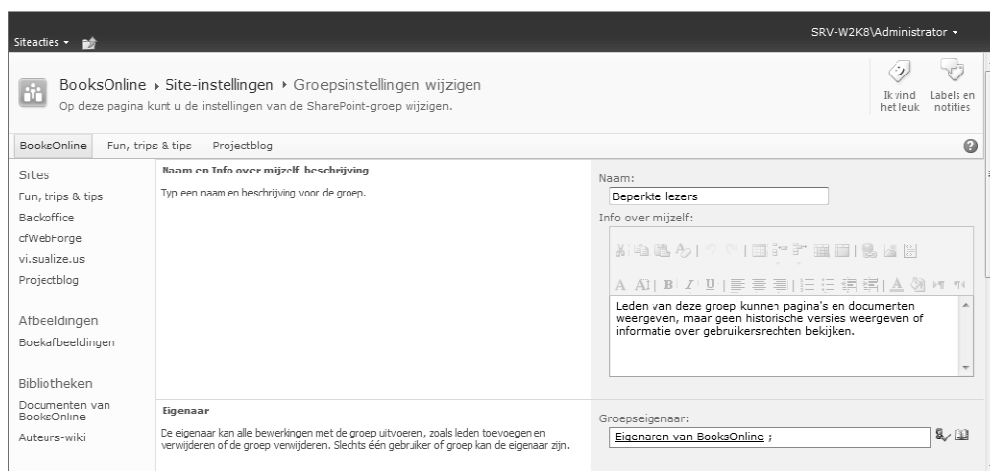 SRV-W2K8\Administrator
Siteacties
BooksOnline ▸ Site-instellingen ▸ Groepsinstellingen wijzigen
Op deze pagina kunt u de instellingen van de SharePoint-groep wijzigen.
Ik vind het leuk
Labels en notities
BooksOnline Fun, trips & tips Projectblog
Sites
Fun, trips & tips
Backoffice
cfWebForge
vi.sualize.us
Projectblog
Afbeeldingen
Boekafbeeldingen
Bibliotheken
Documenten van
BooksOnline
Auteurs-wiki
Naam en Info over mijzelf-beschrijving
Typ een naam en beschrijving voor de groep.
Naam:
Beperkte lezers
Info over mijzelf:
Leden van deze groep kunnen pagina's en documenten
weergeven, maar geen historische versies weergeven of
informatie over gebruikersrechten bekijken.
Eigenaar
De eigenaar kan alle bewerkingen met de groep uitvoeren, zoals leden toevoegen en
verwijderen of de groep verwijderen. Slechts één gebruiker of groep kan de eigenaar zijn.
Groepseigenaar:
Eigenaren van BooksOnline ;